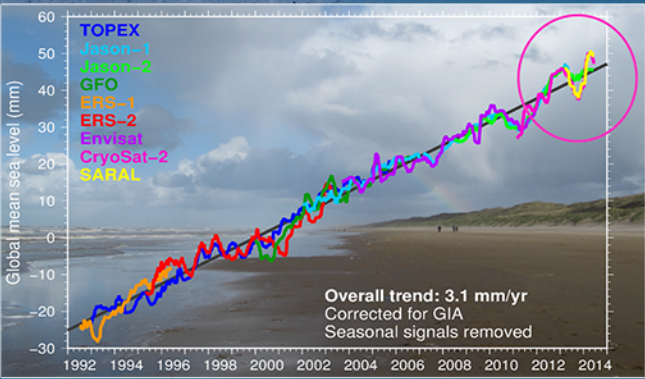 60
50
40
30
20
10
0
−10
−20
−30
Global mean sea level (mm)
TOPEX
Jason−1
Jason−2
GFO
ERS−1
ERS−2
Envisat
CryoSat−2
SARAL
Overall trend: 3.1 mm/yr
Corrected for GIA
Seasonal signals removed
1992 1994 1996 1998 2000 2002 2004 2006 2008 2010 2012 2014